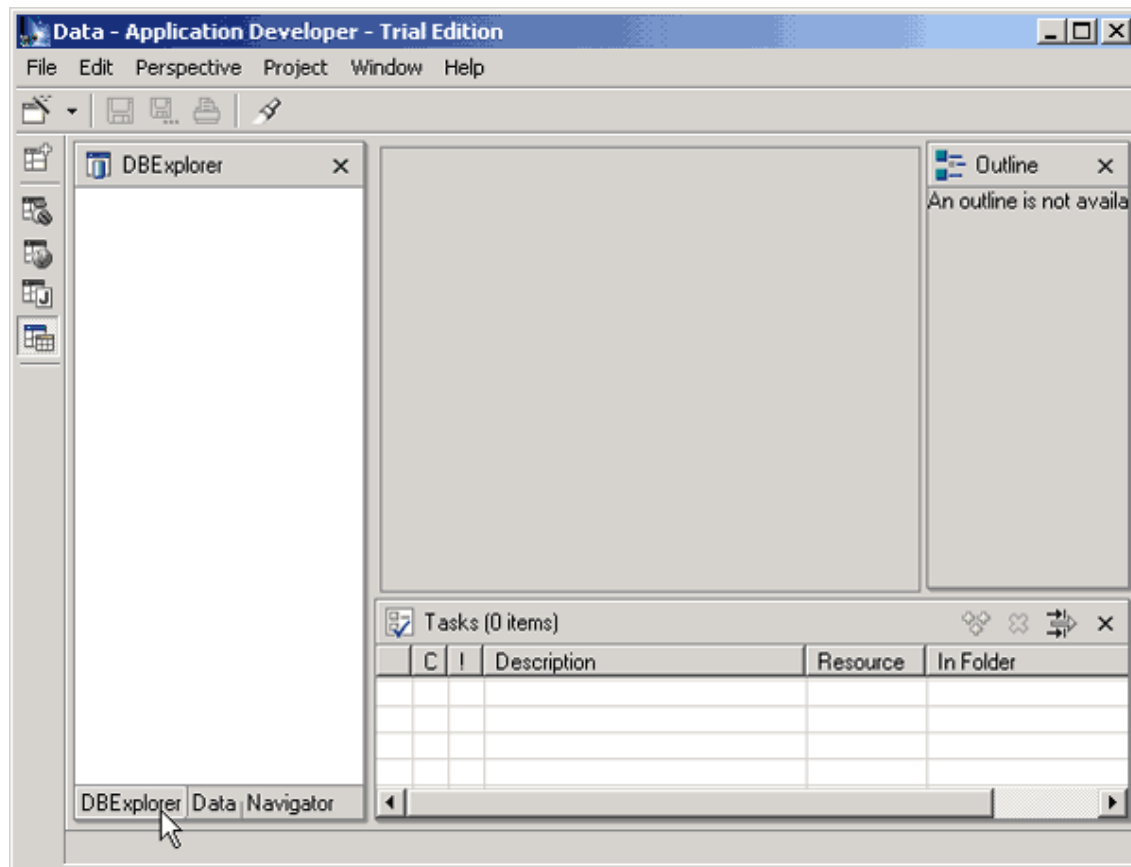 Data - Application Developer - Trial Edition
File Edit Perspective Project Window Help
DBExplorer
Outline
An outline is not availa
Tasks (0 items)
C ! Description Resource In Folder
DBExplorer Data Navigator